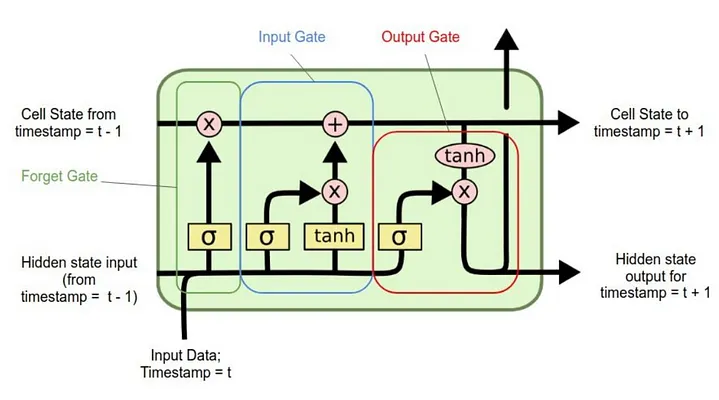 Input Gate
Output Gate
Cell State from
timestamp = t - 1
X
+
Cell State to
timestamp = t + 1
tanh
Forget Gate
X
X
σ
σ
tanh
σ
Hidden state input
(from
timestamp =  t - 1)
Hidden state
output for
timestamp = t + 1
Input Data;
Timestamp = t